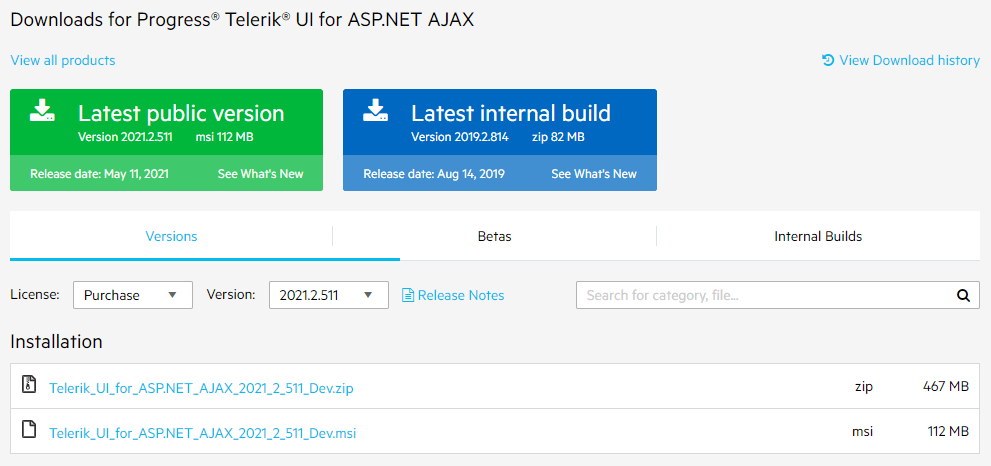 Downloads for Progress® Telerik® UI for ASP.NET AJAX
View all products
View Download history
Latest public version
Version 2021.2.511 msi 112 MB
Release date: May 11, 2021 See What's New
Latest internal build
Version 2019.2.814 zip 82 MB
Release date: Aug 14, 2019 See What's New
Versions Betas Internal Builds
License: Purchase Version: 2021.2.511 Release Notes Search for category, file...
Installation
Telerik_UI_for_ASP.NET_AJAX_2021_2_511_Dev.zip zip 467 MB
Telerik_UI_for_ASP.NET_AJAX_2021_2_511_Dev.msi msi 112 MB